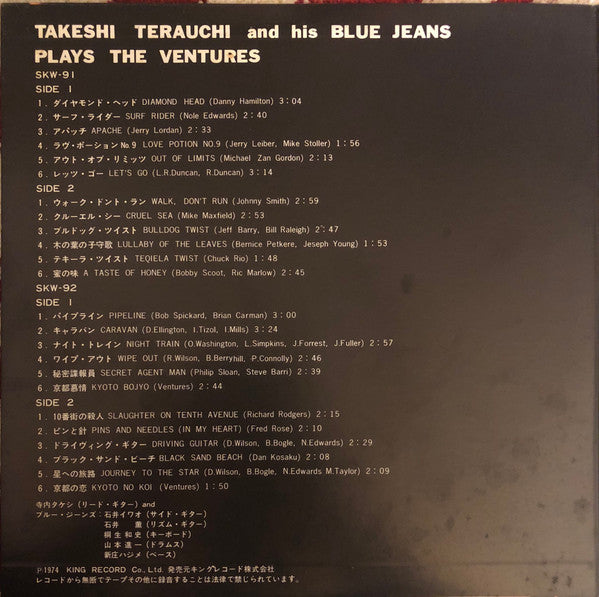 TAKESHI TERAUCHI and his BLUE JEANS
PLAYS THE VENTURES
SKW-91
SIDE 1
1. ダイヤモンド・ヘッド DIAMOND HEAD (Danny Hamilton) 3:04
2. サーフ・ライダー SURF RIDER (Nole Edwards) 2:40
3. アパッチ APACHE (Jerry Lordan) 2:33
4. ラヴ・ポーションNo.9 LOVE POTION NO.9 (Jerry Leiber, Mike Stoller) 1:56
5. アウト・オブ・リミッツ OUT OF LIMITS (Michael Zan Gordon) 2:13
6. レッツ・ゴー LET'S GO (L.R.Duncan, R.Duncan) 3:14
SIDE 2
1. ウォーク・ドント・ラン WALK, DON'T RUN (Johnny Smith) 2:59
2. クルーエル・シー CRUEL SEA (Mike Maxfield) 2:53
3. ブルドッグ・ツイスト BULLDOG TWIST (Jeff Barry, Bill Raleigh) 2:47
4. 木の葉の子守歌 LULLABY OF THE LEAVES (Bernice Petkere, Jeseph Young) 1:53
5. テキーラ・ツイスト TEQIELA TWIST (Chuck Rio) 1:48
6. 蜜の味 A TASTE OF HONEY (Bobby Scoot, Ric Marlow) 2:45
SKW-92
SIDE 1
1. パイプライン PIPELINE (Bob Spickard, Brian Carman) 3:00
2. キャラバン CARAVAN (D.Ellington, I.Tizol, I.Mills) 3:24
3. ナイト・トレイン NIGHT TRAIN (O.Washington, L.Simpkins, J.Forrest, J.Fuller) 2:57
4. ワイプ・アウト WIPE OUT (R.Wilson, B.Berryhill, P.Connolly) 2:46
5. 秘密諜報員 SECRET AGENT MAN (Philip Sloan, Steve Barri) 2:39
6. 京都慕情 KYOTO BOJYO (Ventures) 2:44
SIDE 2
1. 10番街の殺人 SLAUGHTER ON TENTH AVENUE (Richard Rodgers) 2:15
2. ピンと針 PINS AND NEEDLES (IN MY HEART) (Fred Rose) 2:10
3. ドライヴィング・ギター DRIVING GUITAR (D.Wilson, B.Bogle, N.Edwards) 2:29
4. ブラック・サンド・ビーチ BLACK SAND BEACH (Dan Kosaku) 2:08
5. 星への旅路 JOURNEY TO THE STAR (D.Wilson, B.Bogle, N.Edwards M.Taylor) 2:09
6. 京都の恋 KYOTO NO KOI (Ventures) 1:50
寺内タケシ(リード・ギター) and
ブルー・ジーンズ:石井イワオ(サイド・ギター)
石井 薫(リズム・ギター)
桐生和史(キーボード)
山本進一(ドラムス)
新庄ハジメ(ベース)
℗1974 KING RECORD Co., Ltd. 発売元キングレコード株式会社
レコードから無断でテープその他に録音することは法律で禁じられています。